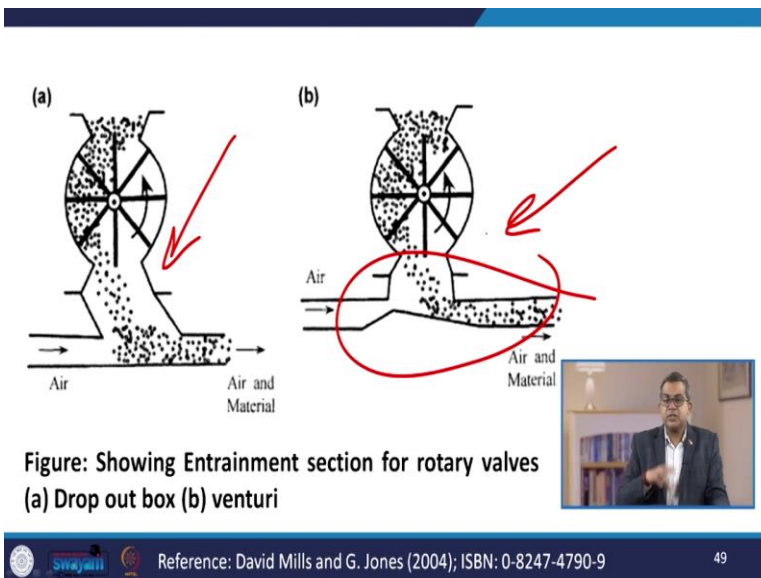 (a)
(b)
Air
Air
Air and
Material
Air and
Material
Figure: Showing Entrainment section for rotary valves
(a) Drop out box (b) venturi
swayam
Reference: David Mills and G. Jones (2004); ISBN: 0-8247-4790-9
49